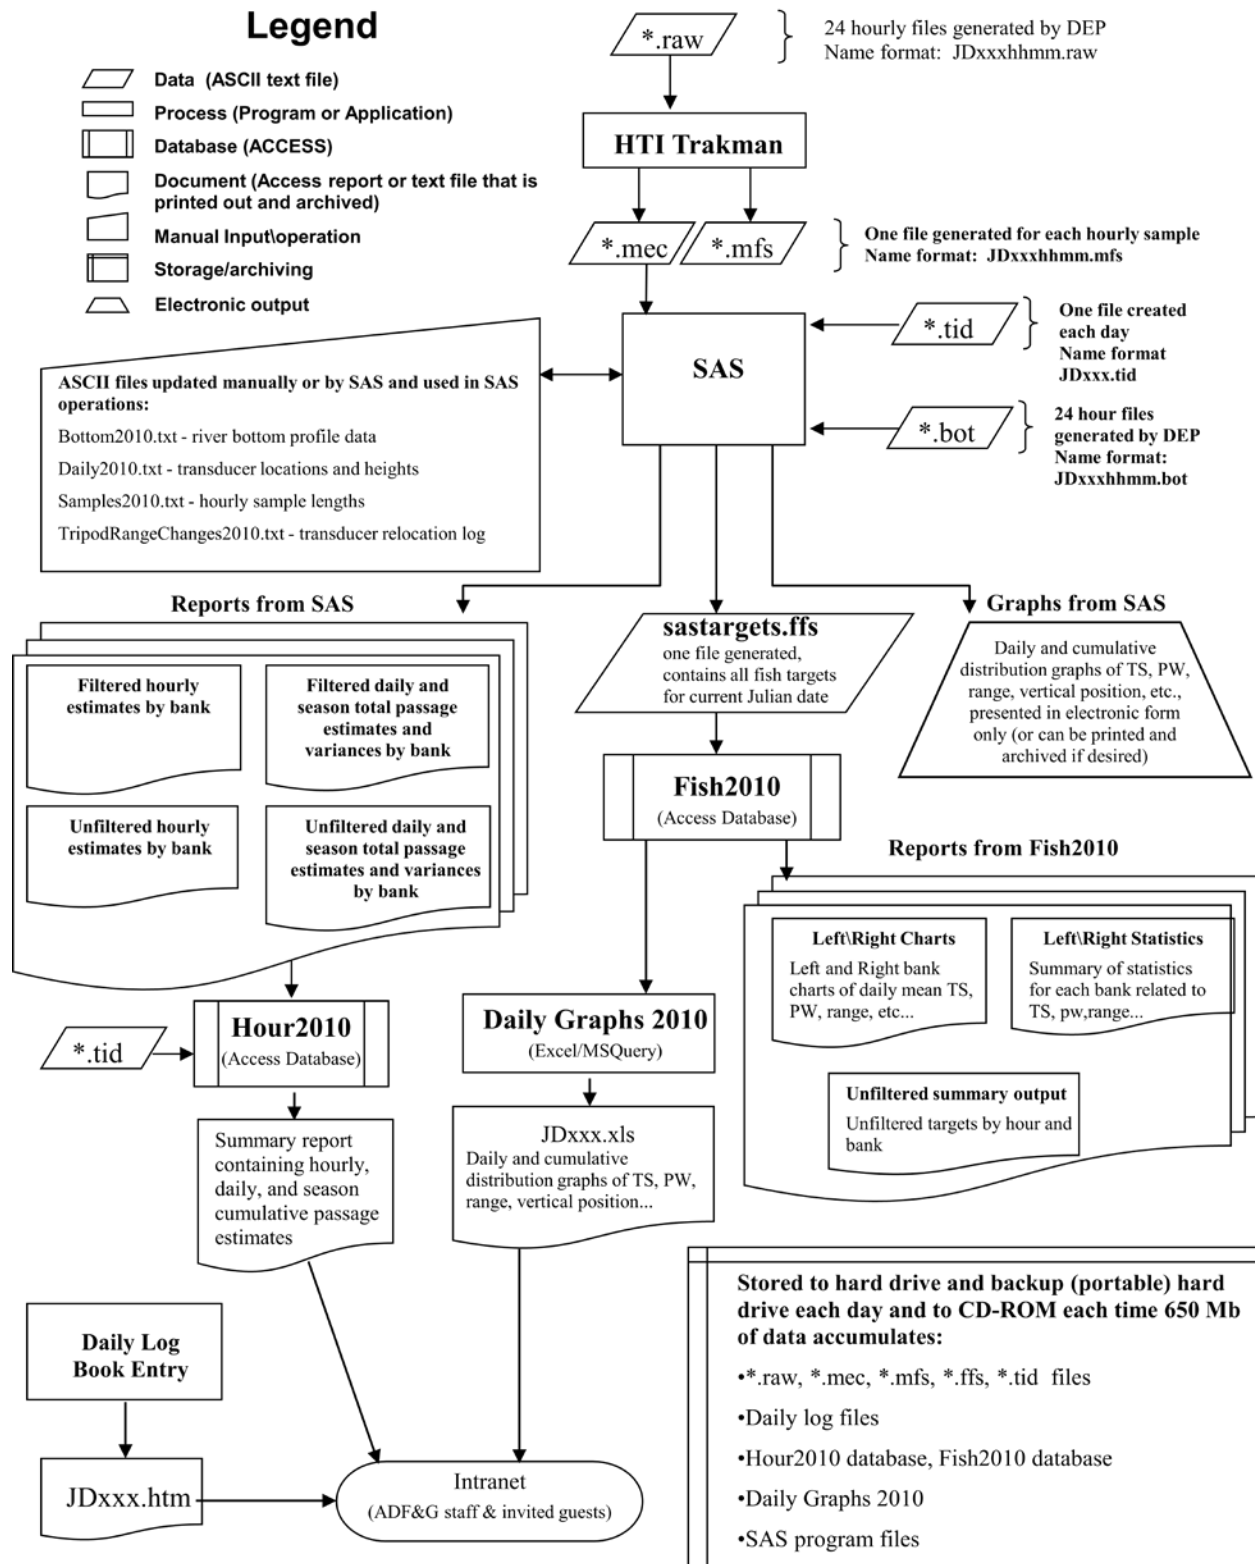 Legend
Data (ASCII text file)
Process (Program or Application)
Database (ACCESS)
Document (Access report or text file that is
printed out and archived)
Manual Input\operation
Storage/archiving
Electronic output
*.raw
24 hourly files generated by DEP
Name format: JDxxxhhmm.raw
HTI Trakman
*.mec
*.mfs
One file generated for each hourly sample
Name format: JDxxxhhmm.mfs
SAS
*.tid
One file created
each day
Name format
JDxxx.tid
*.bot
24 hour files
generated by DEP
Name format:
JDxxxhhmm.bot
ASCII files updated manually or by SAS and used in SAS
operations:
Bottom2010.txt - river bottom profile data
Daily2010.txt - transducer locations and heights
Samples2010.txt - hourly sample lengths
TripodRangeChanges2010.txt - transducer relocation log
Reports from SAS
Filtered hourly
estimates by bank
Filtered daily and
season total passage
estimates and
variances by bank
Unfiltered hourly
estimates by bank
Unfiltered daily and
season total passage
estimates and variances
by bank
sastargets.ffs
one file generated,
contains all fish targets
for current Julian date
Graphs from SAS
Daily and cumulative
distribution graphs of TS, PW,
range, vertical position, etc.,
presented in electronic form
only (or can be printed and
archived if desired)
Fish2010
(Access Database)
Reports from Fish2010
Left\Right Charts
Left and Right bank
charts of daily mean TS,
PW, range, etc...
Left\Right Statistics
Summary of statistics
for each bank related to
TS, pw,range...
Unfiltered summary output
Unfiltered targets by hour and
bank
*.tid
Hour2010
(Access Database)
Daily Graphs 2010
(Excel/MSQuery)
Summary report
containing hourly,
daily, and season
cumulative passage
estimates
JDxxx.xls
Daily and cumulative
distribution graphs of TS, PW,
range, vertical position...
Daily Log
Book Entry
JDxxx.htm
Intranet
(ADF&G staff & invited guests)
Stored to hard drive and backup (portable) hard
drive each day and to CD-ROM each time 650 Mb
of data accumulates:
•*.raw, *.mec, *.mfs, *.ffs, *.tid files
•Daily log files
•Hour2010 database, Fish2010 database
•Daily Graphs 2010
•SAS program files